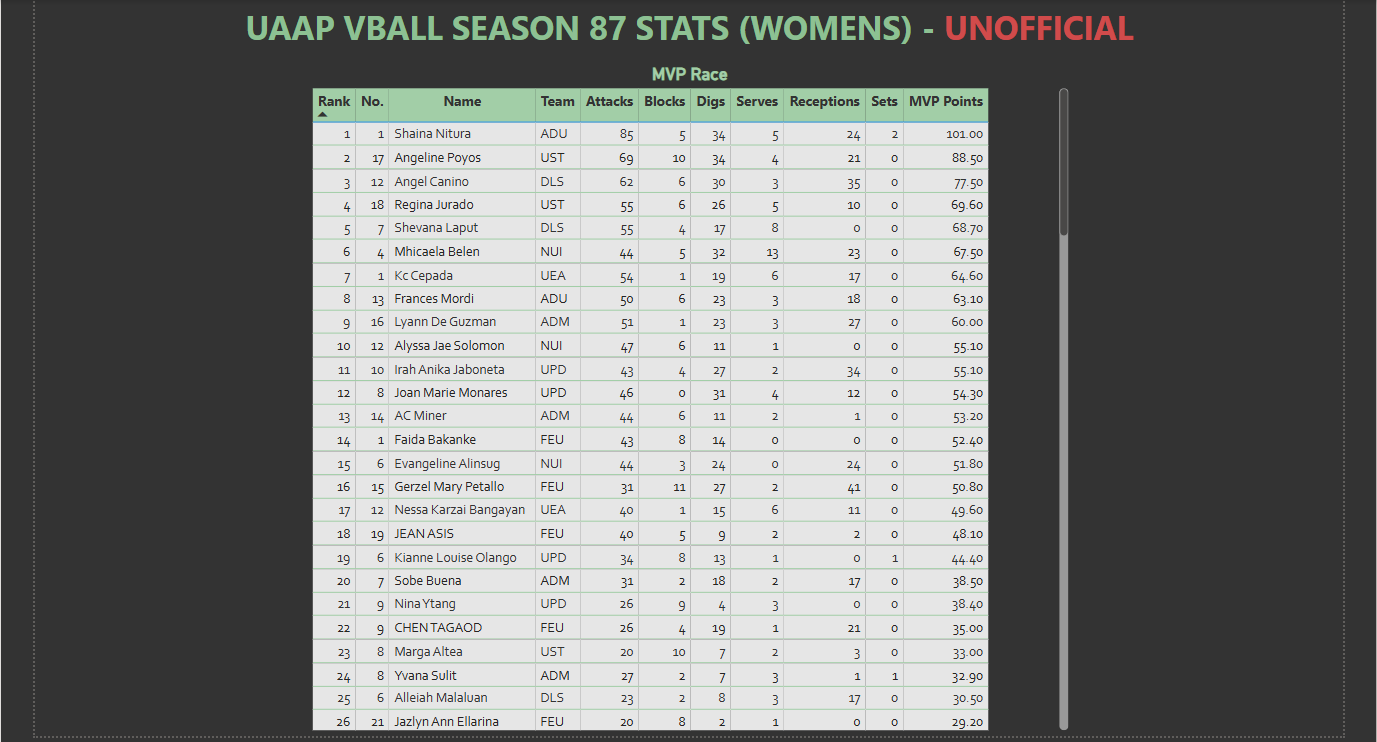 UAAP VBALL SEASON 87 STATS (WOMENS) - UNOFFICIAL
MVP Race
Rank No. Name Team Attacks Blocks Digs Serves Receptions Sets MVP Points
1 1 Shaina Nitura ADU 85 5 34 5 24 2 101.00
2 17 Angeline Poyos UST 69 10 34 4 21 0 88.50
3 12 Angel Canino DLS 62 6 30 3 35 0 77.50
4 18 Regina Jurado UST 55 6 26 5 10 0 69.60
5 7 Shevana Laput DLS 55 4 17 8 0 0 68.70
6 4 Mhicaela Belen NUI 44 5 32 13 23 0 67.50
7 1 Kc Cepada UEA 54 1 19 6 17 0 64.60
8 13 Frances Mordi ADU 50 6 23 3 18 0 63.10
9 16 Lyann De Guzman ADM 51 1 23 3 27 0 60.00
10 12 Alyssa Jae Solomon NUI 47 6 11 1 0 0 55.10
11 10 Irah Anika Jaboneta UPD 43 4 27 2 34 0 55.10
12 8 Joan Marie Monares UPD 46 0 31 4 12 0 54.30
13 14 AC Miner ADM 44 6 11 2 1 0 53.20
14 1 Faida Bakanke FEU 43 8 14 0 0 0 52.40
15 6 Evangeline Alinsug NUI 44 3 24 0 24 0 51.80
16 15 Gerzel Mary Petallo FEU 31 11 27 2 41 0 50.80
17 12 Nessa Karzai Bangayan UEA 40 1 15 6 11 0 49.60
18 19 JEAN ASIS FEU 40 5 9 2 2 0 48.10
19 6 Kianne Louise Olango UPD 34 8 13 1 0 1 44.40
20 7 Sobe Buena ADM 31 2 18 2 17 0 38.50
21 9 Nina Ytang UPD 26 9 4 3 0 0 38.40
22 9 CHEN TAGAOD FEU 26 4 19 1 21 0 35.00
23 8 Marga Altea UST 20 10 7 2 3 0 33.00
24 8 Yvana Sulit ADM 27 2 7 3 1 1 32.90
25 6 Alleiah Malaluan DLS 23 2 8 3 17 0 30.50
26 21 Jazlyn Ann Ellarina FEU 20 8 2 1 0 0 29.20